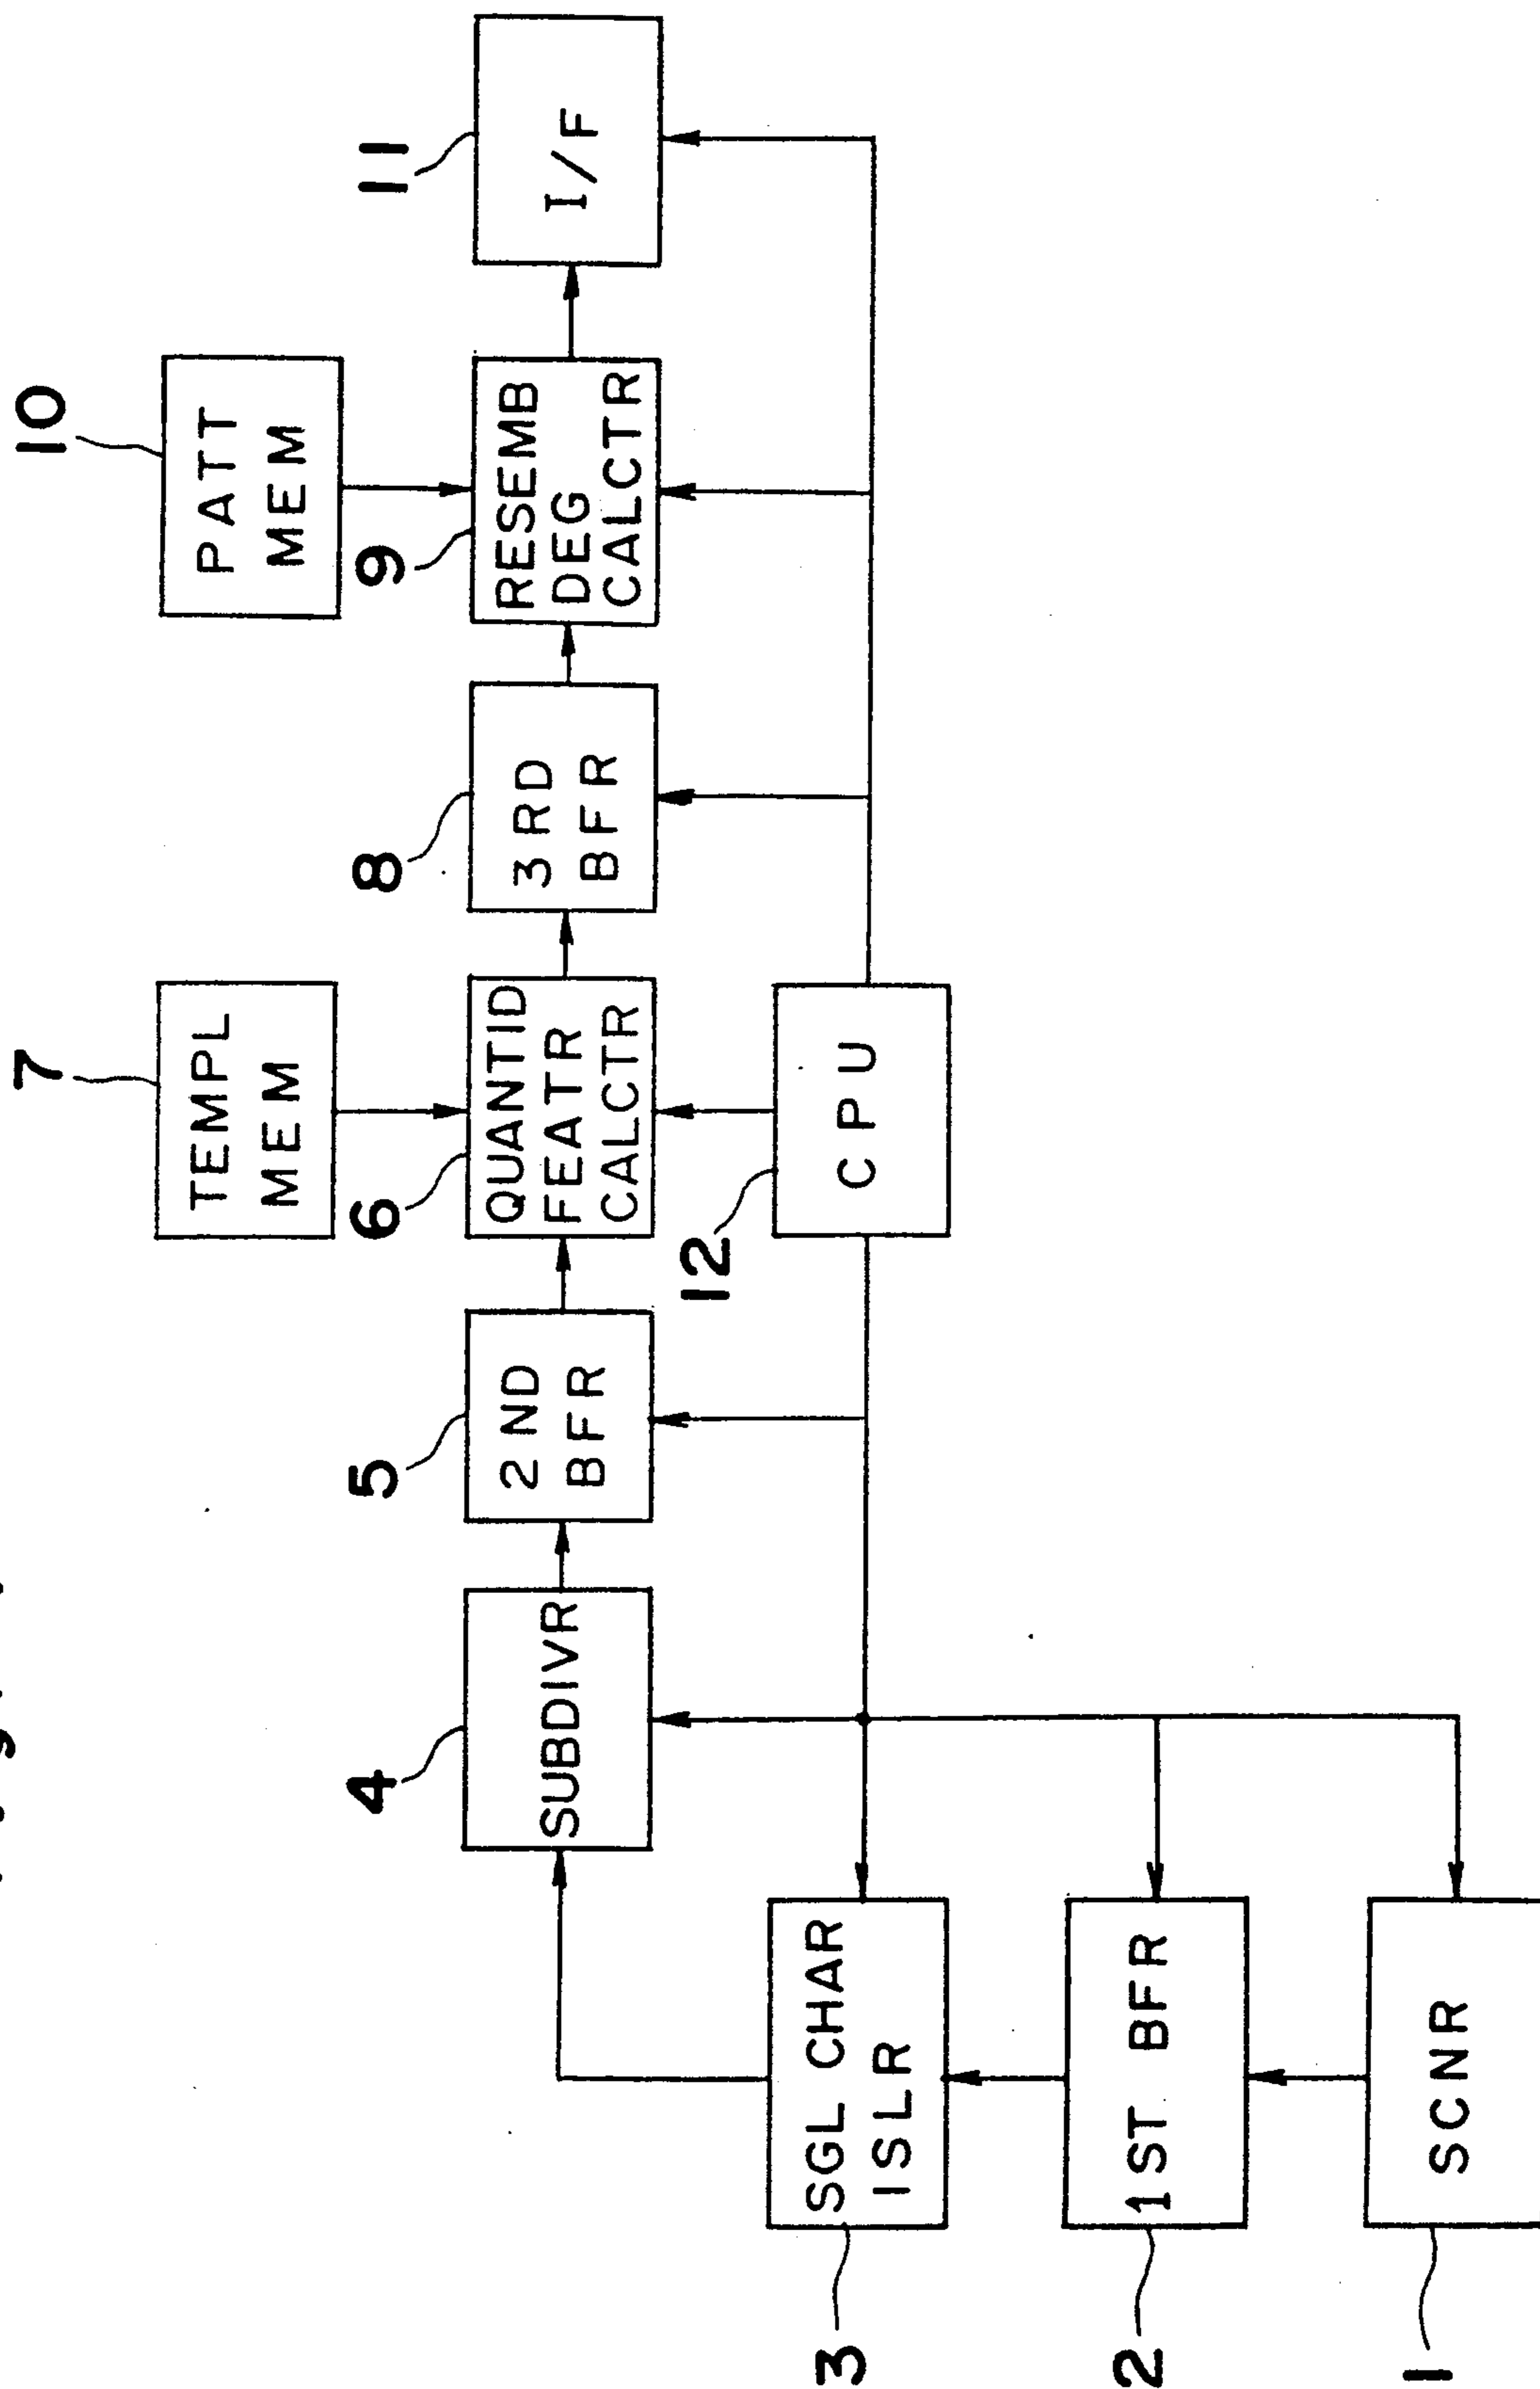 10
PATT
MEM
7
TEMPL
MEM
11
I/F
9
RESEMB
DEG
CALCTR
8
3RD
BFR
6
QUANTID
FEATR
CALCTR
5
2ND
BFR
4
SUBDIVR
12
CPU
3
SGL CHAR
ISLR
2
1ST BFR
1
SCNR